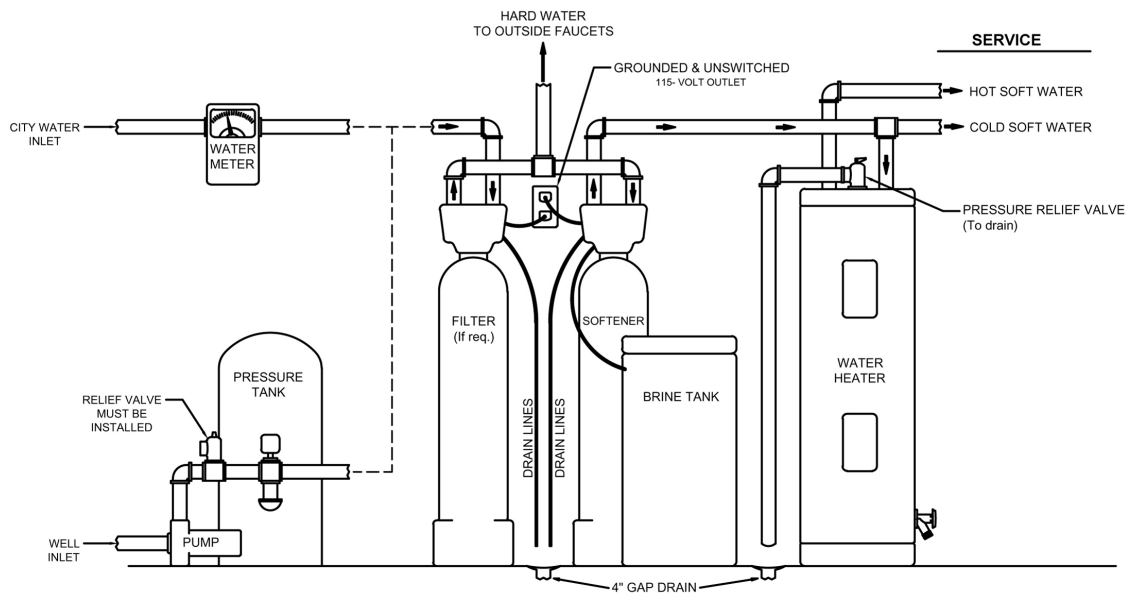 HARD WATER
TO OUTSIDE FAUCETS
SERVICE
GROUNDED & UNSWITCHED
115- VOLT OUTLET
HOT SOFT WATER
CITY WATER
INLET
WATER
METER
COLD SOFT WATER
PRESSURE RELIEF VALVE
(To drain)
FILTER
(If req.)
SOFTENER
WATER
HEATER
PRESSURE
TANK
BRINE TANK
RELIEF VALVE
MUST BE
INSTALLED
DRAIN LINES
DRAIN LINES
WELL
INLET
PUMP
4" GAP DRAIN